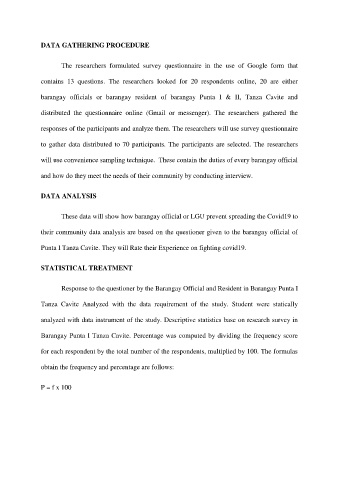 DATA GATHERING PROCEDURE
The researchers formulated survey questionnaire in the use of Google form that
contains 13 questions. The researchers looked for 20 respondents online, 20 are either
barangay officials or barangay resident of barangay Punta I & II, Tanza Cavite and
distributed the questionnaire online (Gmail or messenger). The researchers gathered the
responses of the participants and analyze them. The researchers will use survey questionnaire
to gather data distributed to 70 participants. The participants are selected. The researchers
will use convenience sampling technique. These contain the duties of every barangay official
and how do they meet the needs of their community by conducting interview.
DATA ANALYSIS
These data will show how barangay official or LGU prevent spreading the Covid19 to
their community data analysis are based on the questioner given to the barangay official of
Punta I Tanza Cavite. They will Rate their Experience on fighting covid19.
STATISTICAL TREATMENT
Response to the questioner by the Barangay Official and Resident in Barangay Punta I
Tanza Cavite Analyzed with the data requirement of the study. Student were statically
analyzed with data instrument of the study. Descriptive statistics base on research survey in
Barangay Punta I Tanza Cavite. Percentage was computed by dividing the frequency score
for each respondent by the total number of the respondents, multiplied by 100. The formulas
obtain the frequency and percentage are follows:
P = f x 100